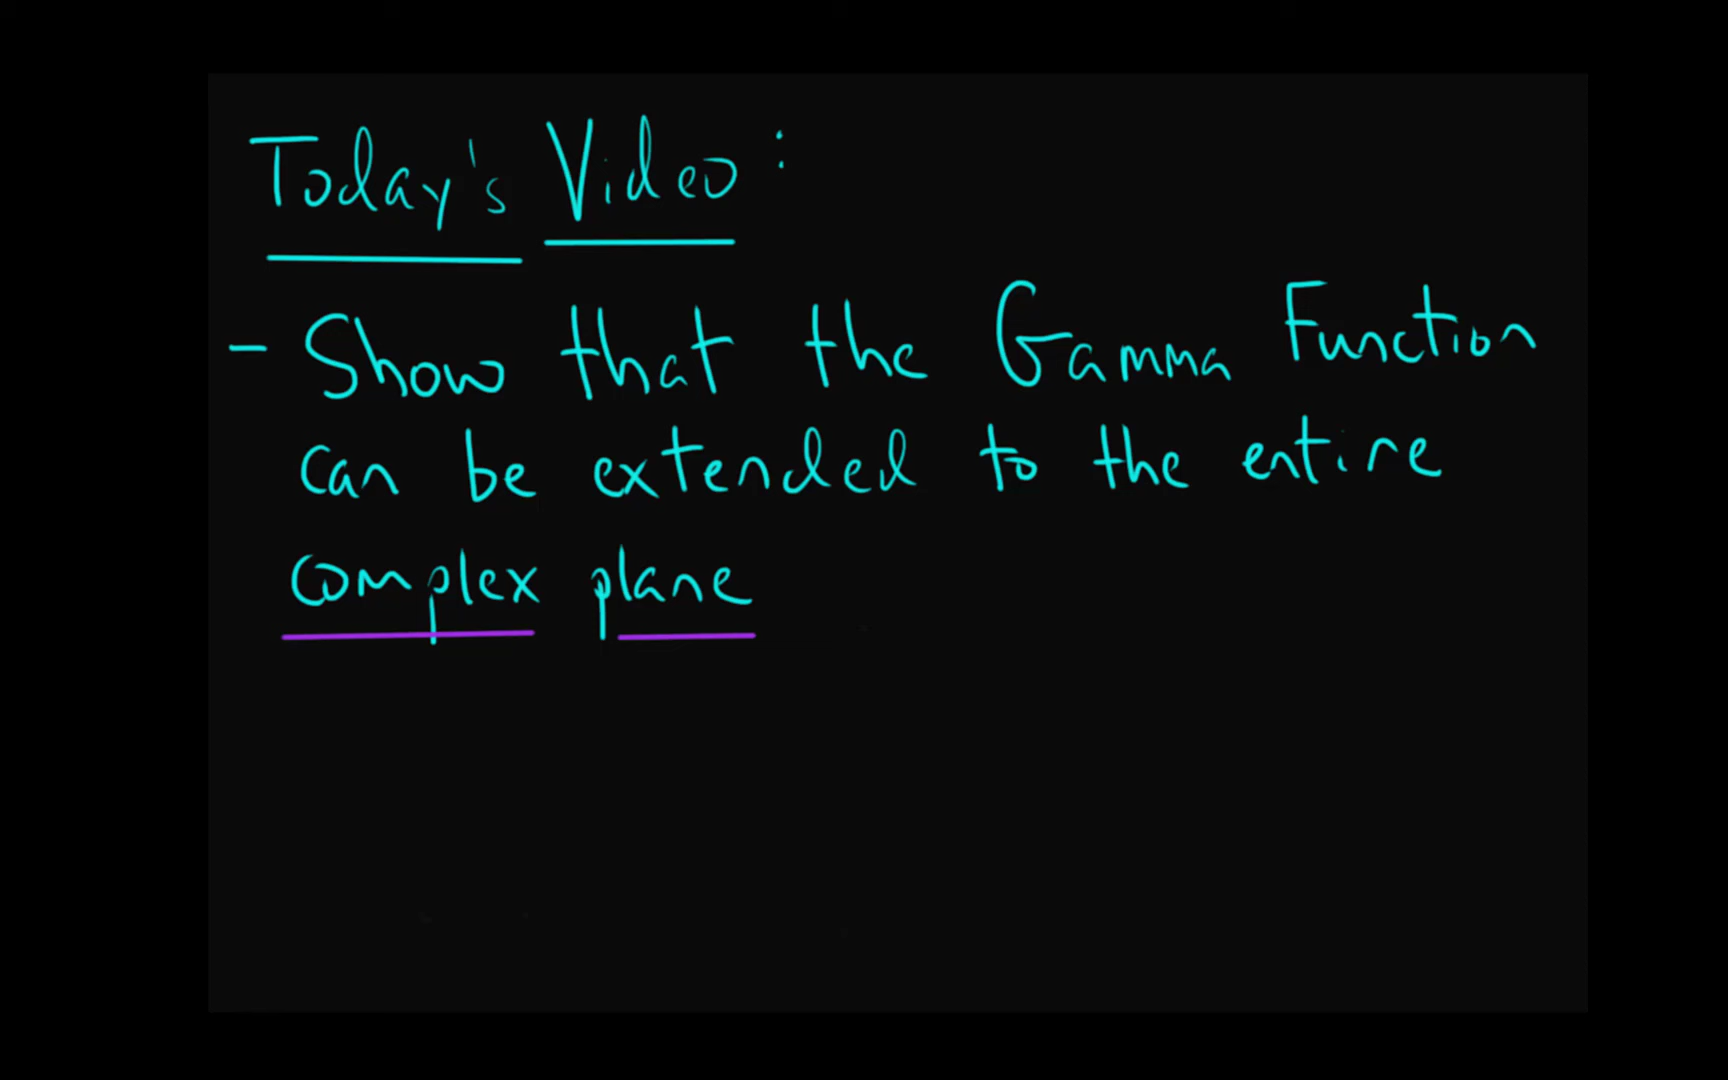 Today's Video:
- Show that the Gamma Function
can be extended to the entire
complex plane